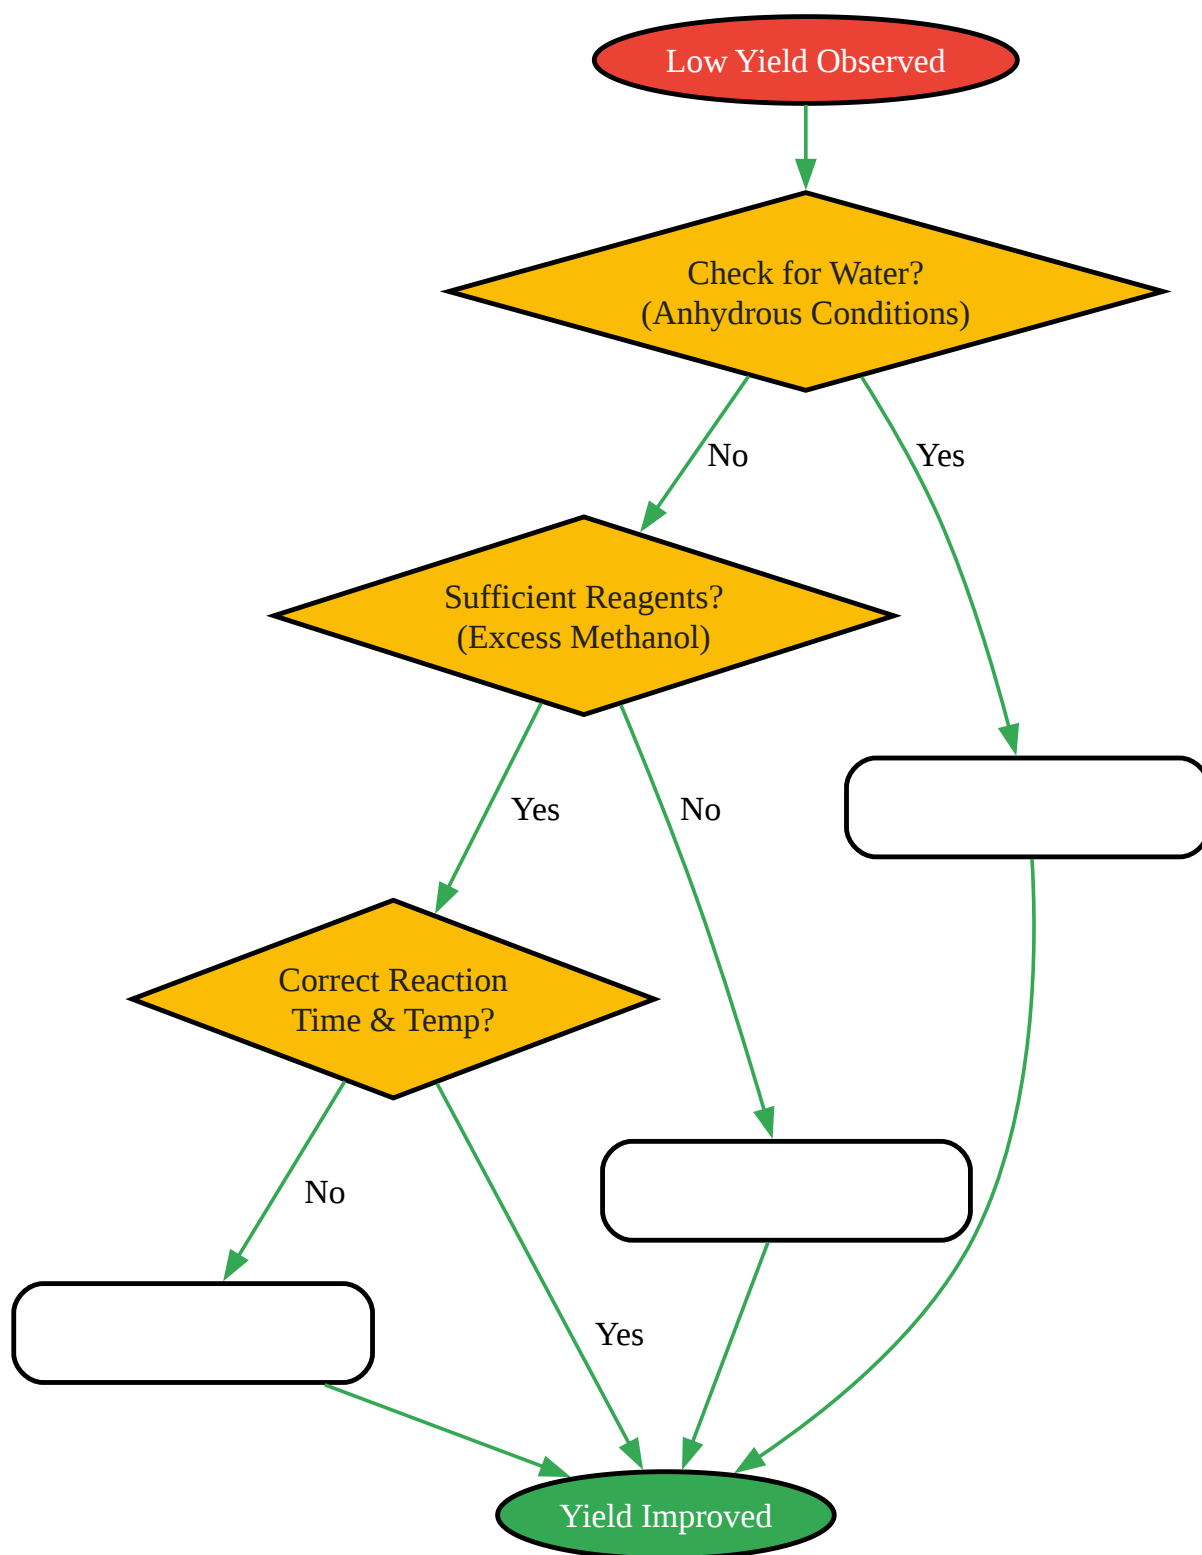 Low Yield Observed
Check for Water?
(Anhydrous Conditions)
No
Yes
Sufficient Reagents?
(Excess Methanol)
Yes
No
Correct Reaction
Time & Temp?
No
Yes
Yield Improved